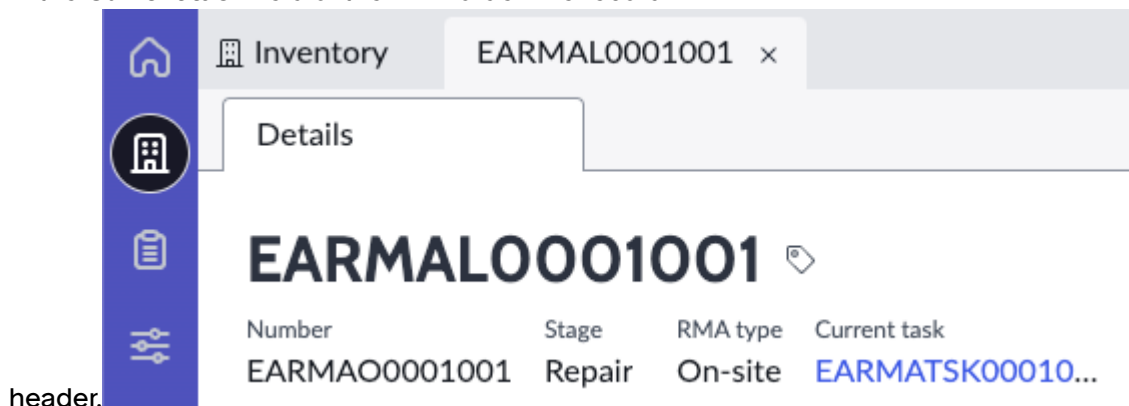 Inventory EARMAL0001001 ×
Details
EARMAL0001001
Number Stage RMA type Current task
EARMAO0001001 Repair On-site EARMATSK00010...
header.